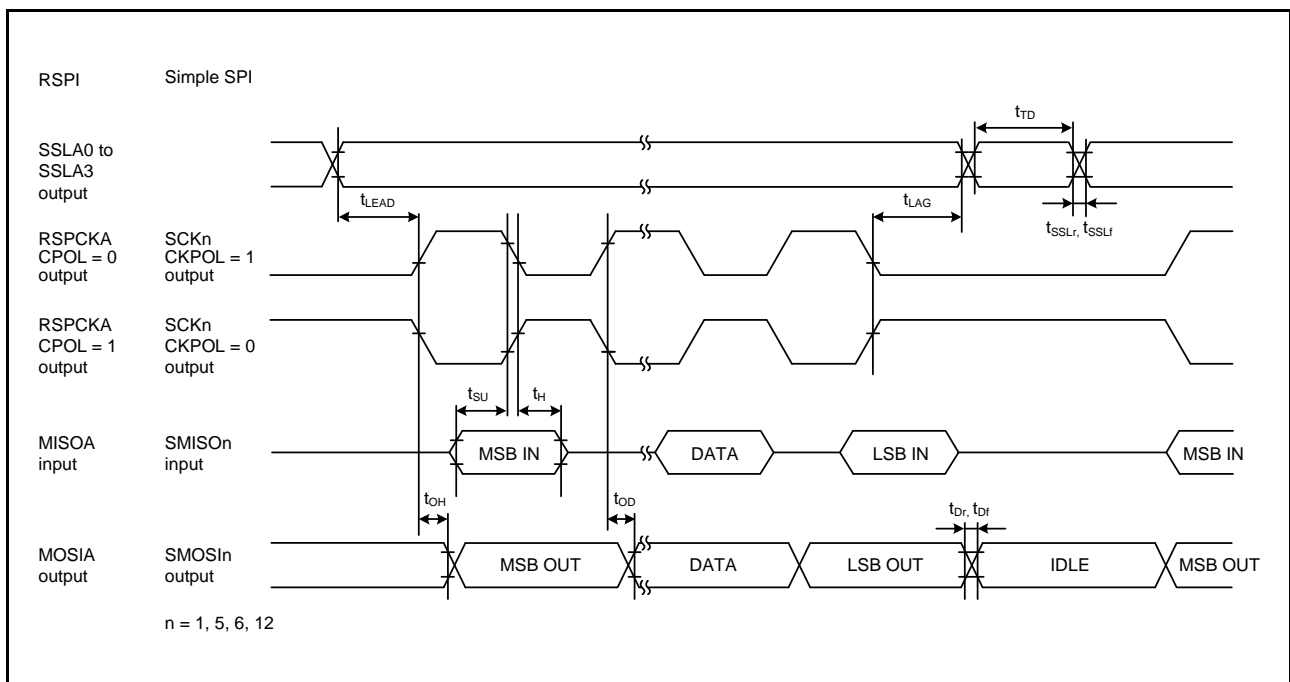 RSPI Simple SPI
tTD
SSLA0 to
SSLA3
output
tLEAD
tLAG
tSSLr, tSSLf
RSPCKA SCKn
CPOL = 0 CKPOL = 1
output output
RSPCKA SCKn
CPOL = 1 CKPOL = 0
output output
tSU tH
MISOA SMISOn
input input
MSB IN DATA LSB IN MSB IN
tOH tOD tDr, tDf
MOSIA SMOSIn
output output
MSB OUT DATA LSB OUT IDLE MSB OUT
n = 1, 5, 6, 12